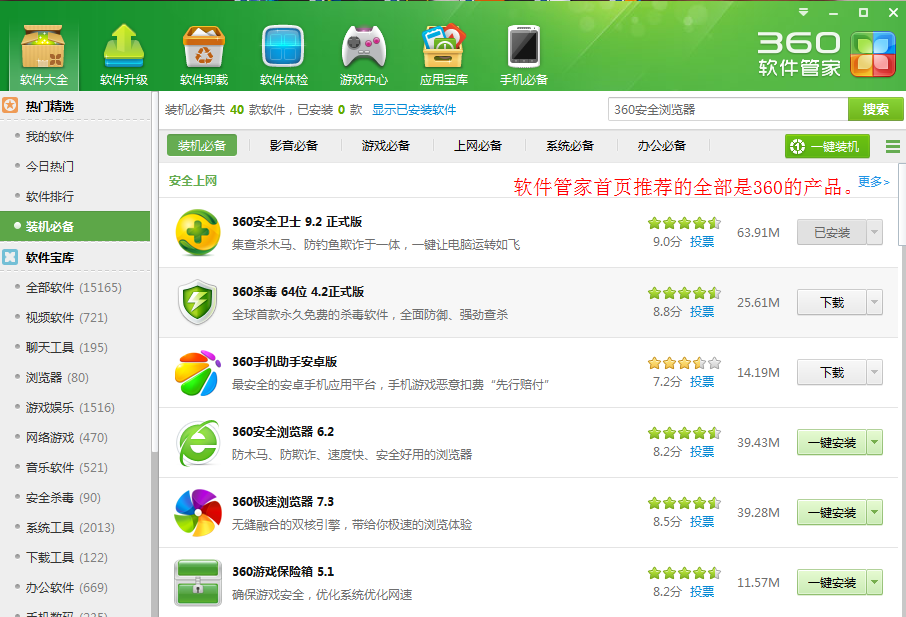 360
软件管家
软件大全 软件升级 软件卸载 软件体检 游戏中心 应用宝库 手机必备
热门精选
我的软件
今日热门
软件排行
装机必备
软件宝库
全部软件 (15165)
视频软件 (721)
聊天工具 (195)
浏览器 (80)
游戏娱乐 (1516)
网络游戏 (470)
音乐软件 (521)
安全杀毒 (90)
系统工具 (2013)
下载工具 (122)
办公软件 (669)
装机必备共 40 款软件，已安装 0 款 显示已安装软件
360安全浏览器 搜索
装机必备 影音必备 游戏必备 上网必备 系统必备 办公必备 一键装机
安全上网
软件管家首页推荐的全部是360的产品。 更多>
360安全卫士 9.2 正式版
集查杀木马、防钓鱼欺诈于一体，一键让电脑运转如飞
9.0分 投票 63.91M 已安装
360杀毒 64位 4.2正式版
全球首款永久免费的杀毒软件，全面防御、强劲查杀
8.8分 投票 25.61M 下载
360手机助手安卓版
最安全的安卓手机应用平台，手机游戏恶意扣费“先行赔付”
7.2分 投票 14.19M 下载
360安全浏览器 6.2
防木马、防欺诈、速度快、安全好用的浏览器
8.2分 投票 39.43M 一键安装
360极速浏览器 7.3
无缝融合的双核引擎，带给你极速的浏览体验
8.5分 投票 39.28M 一键安装
360游戏保险箱 5.1
确保游戏安全，优化系统优化网速
8.2分 投票 11.57M 一键安装